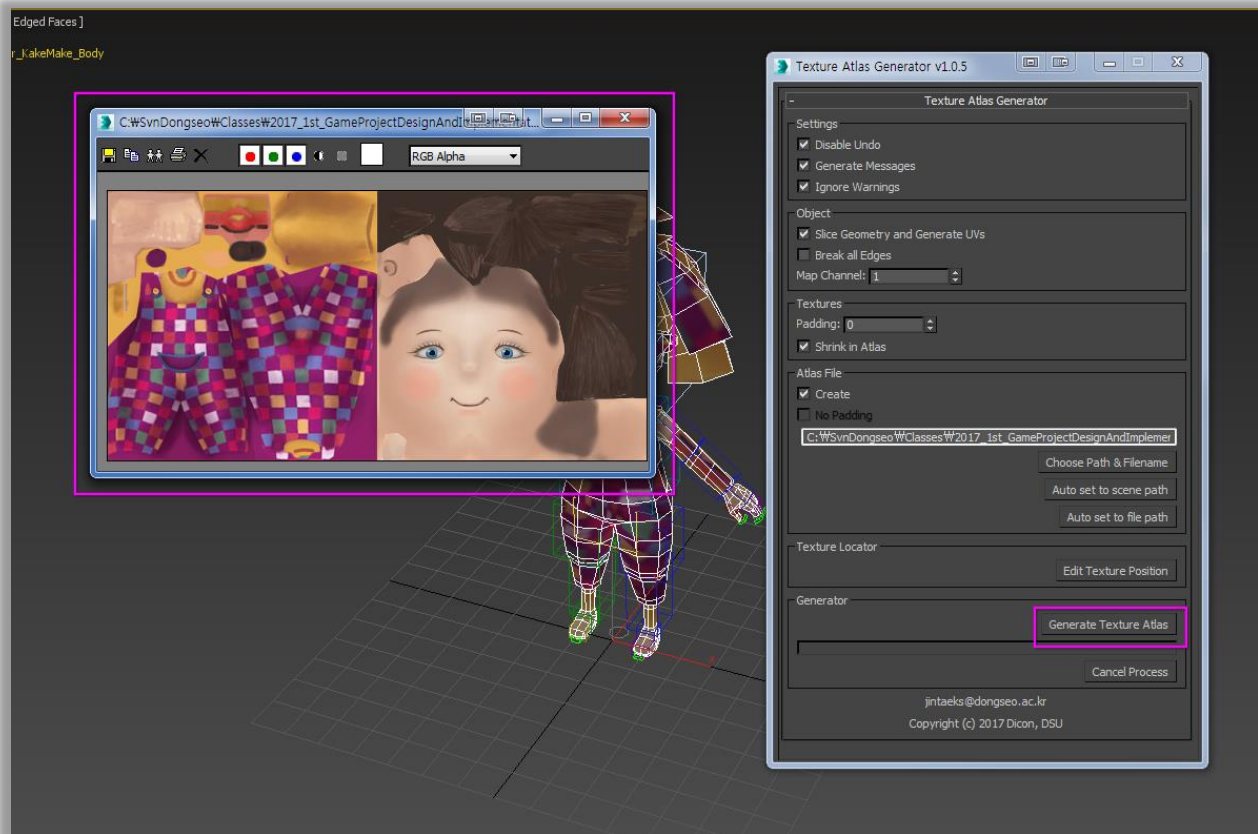 Edged Faces ]
r_KakeMake_Body
C:₩SvnDongseo₩Classes₩2017_1st_GameProjectDesignAndImplementat...
RGB Alpha
Texture Atlas Generator v1.0.5
- Texture Atlas Generator
Settings
Disable Undo
Generate Messages
Ignore Warnings
Object
Slice Geometry and Generate UVs
Break all Edges
Map Channel: 1
Textures
Padding: 0
Shrink in Atlas
Atlas File
Create
No Padding
C:₩SvnDongseo₩Classes₩2017_1st_GameProjectDesignAndImplemer
Choose Path & Filename
Auto set to scene path
Auto set to file path
Texture Locator
Edit Texture Position
Generator
Generate Texture Atlas
Cancel Process
jintaeks@dongseo.ac.kr
Copyright (c) 2017 Dicon, DSU